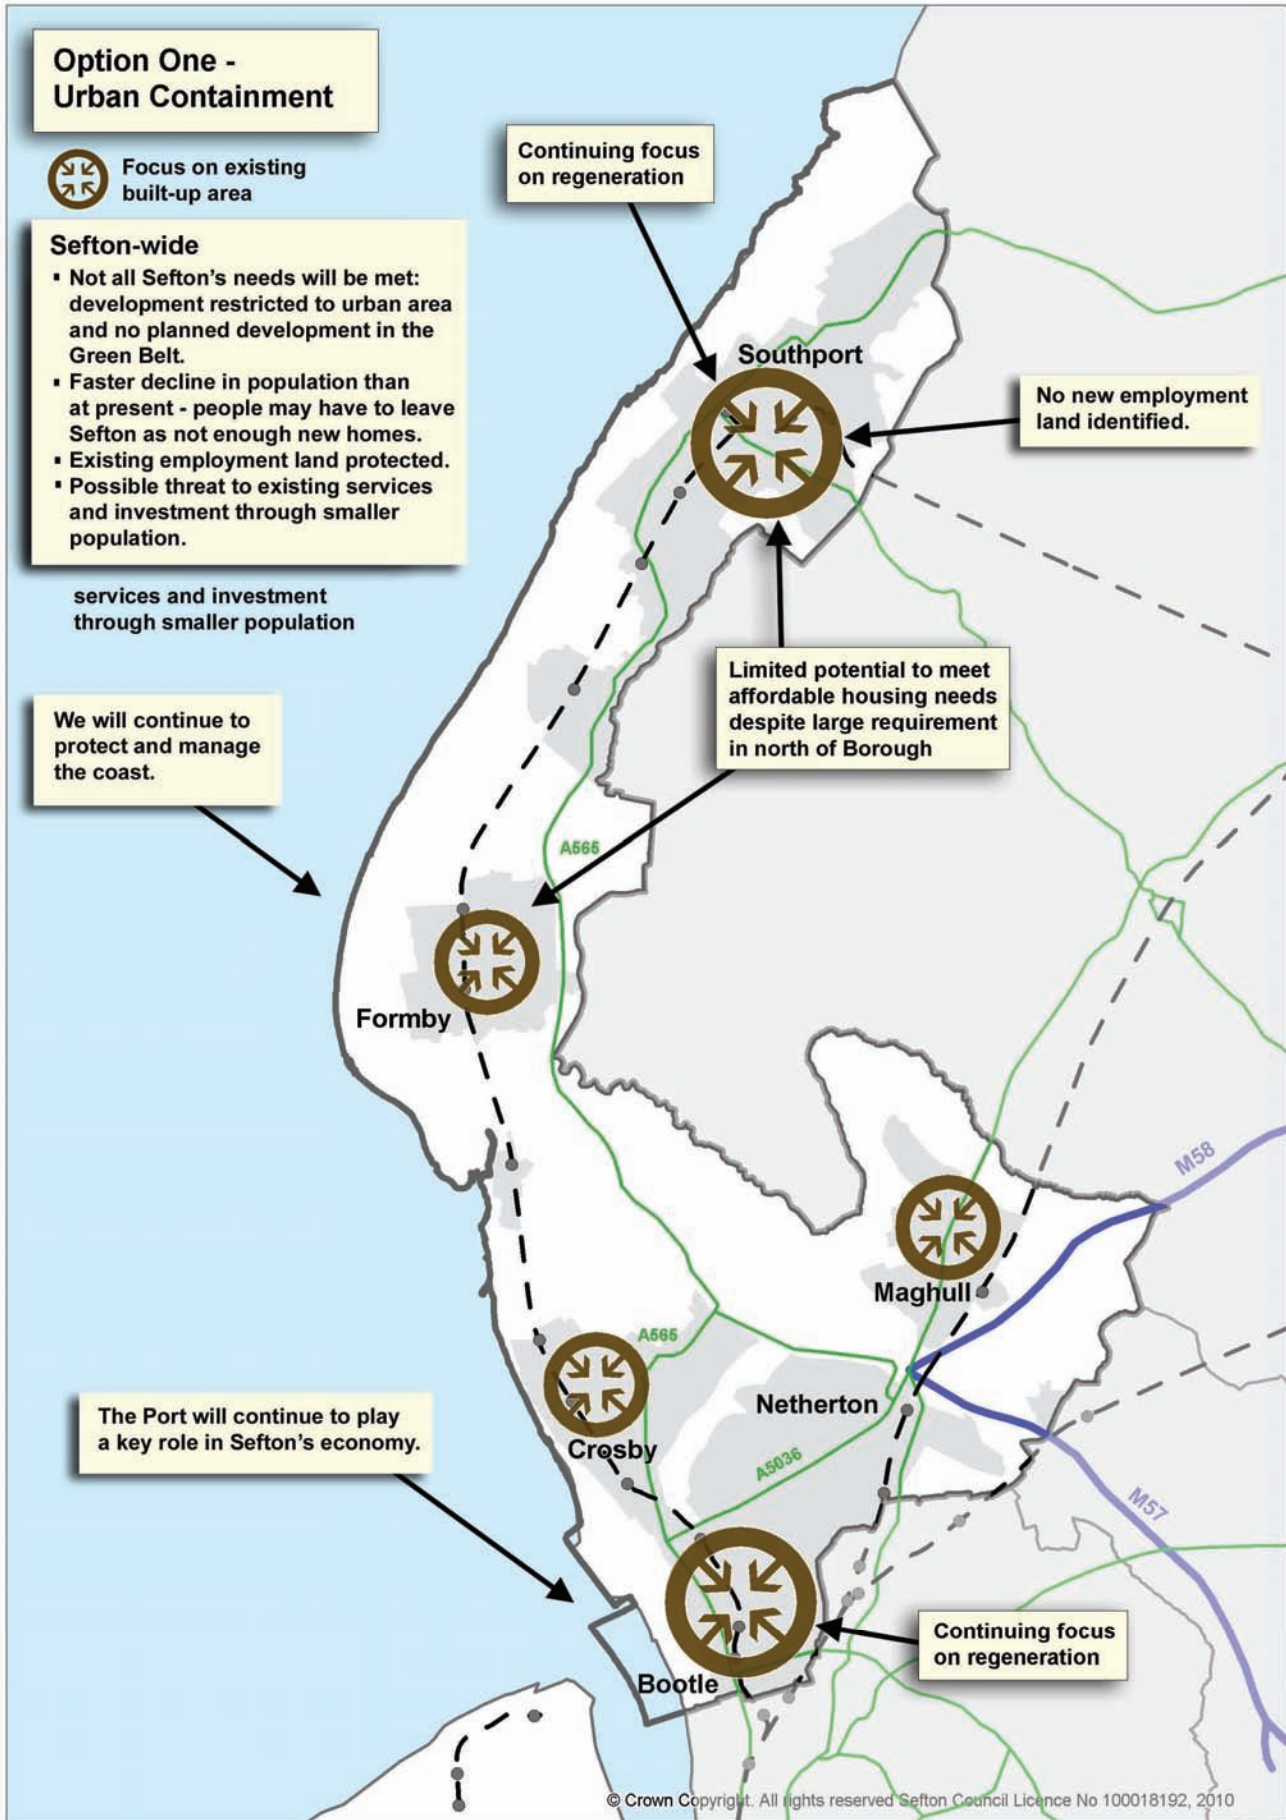 Option One -
Urban Containment
Focus on existing
built-up area
Sefton-wide
▪ Not all Sefton's needs will be met:
development restricted to urban area
and no planned development in the
Green Belt.
▪ Faster decline in population than
at present - people may have to leave
Sefton as not enough new homes.
▪ Existing employment land protected.
▪ Possible threat to existing services
and investment through smaller
population.
services and investment
through smaller population
Continuing focus
on regeneration
Southport
No new employment
land identified.
Limited potential to meet
affordable housing needs
despite large requirement
in north of Borough
We will continue to
protect and manage
the coast.
A565
Formby
M58
Maghull
A565
Netherton
The Port will continue to play
a key role in Sefton's economy.
Crosby
A5036
M57
Continuing focus
on regeneration
Bootle
© Crown Copyright. All rights reserved Sefton Council Licence No 100018192, 2010